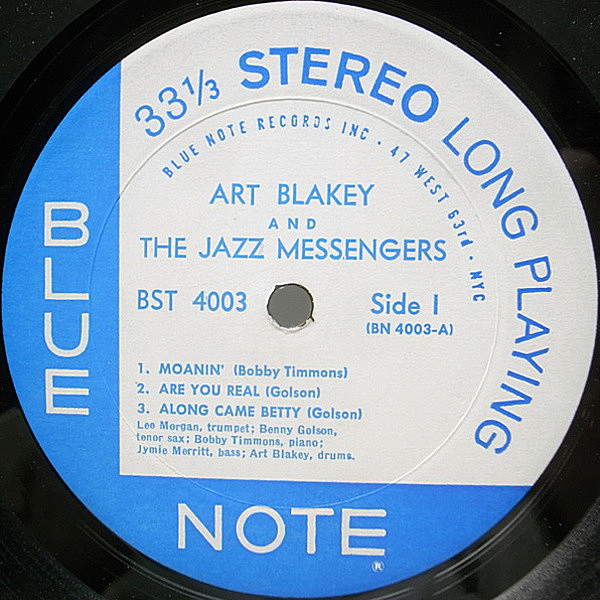 33⅓ STEREO LONG PLAYING
BLUE NOTE RECORDS INC • 47 WEST 63rd • NYC
ART BLAKEY
AND
THE JAZZ MESSENGERS
BST 4003
Side 1
(BN 4003-A)
1. MOANIN' (Bobby Timmons)
2. ARE YOU REAL (Golson)
3. ALONG CAME BETTY (Golson)
Lee Morgan, trumpet; Benny Golson,
tenor sax; Bobby Timmons, piano;
Jymie Merritt, bass; Art Blakey, drums.
BLUE
NOTE
®